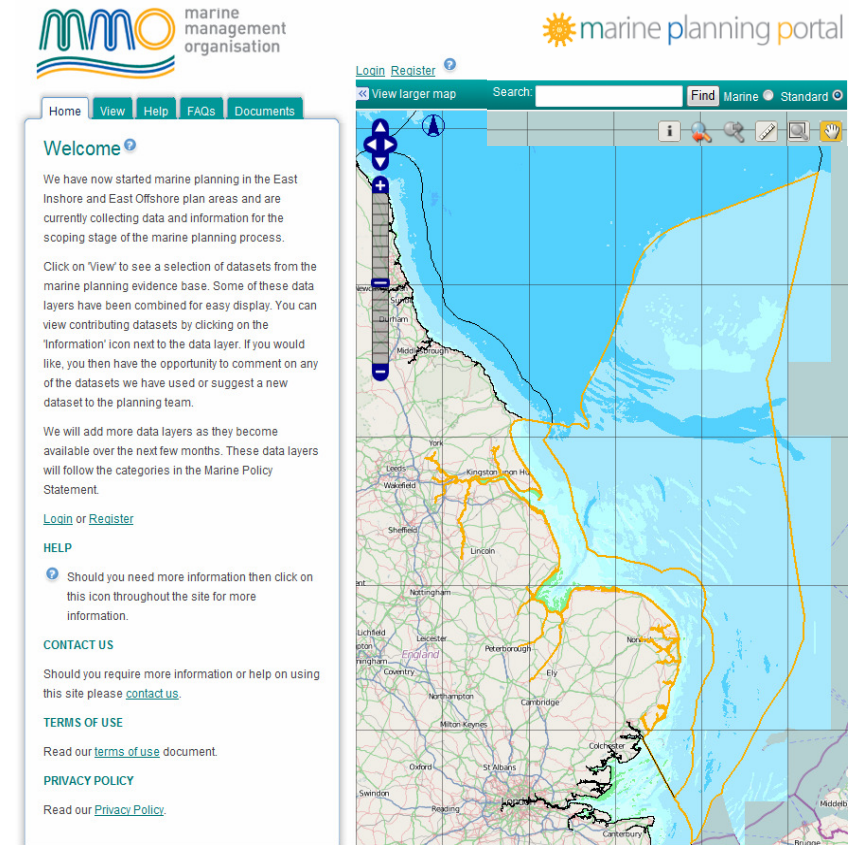 mmo
marine
management
organisation
marine planning portal
Login Register ?
View larger map
Search:
Find
Marine
Standard
Home
View
Help
FAQs
Documents
Welcome ?
We have now started marine planning in the East
Inshore and East Offshore plan areas and are
currently collecting data and information for the
scoping stage of the marine planning process.
Click on 'View' to see a selection of datasets from the
marine planning evidence base. Some of these data
layers have been combined for easy display. You can
view contributing datasets by clicking on the
'Information' icon next to the data layer. If you would
like, you then have the opportunity to comment on any
of the datasets we have used or suggest a new
dataset to the planning team.
We will add more data layers as they become
available over the next few months. These data layers
will follow the categories in the Marine Policy
Statement.
Login or Register
HELP
? Should you need more information then click on
this icon throughout the site for more
information.
CONTACT US
Should you require more information or help on using
this site please contact us.
TERMS OF USE
Read our terms of use document.
PRIVACY POLICY
Read our Privacy Policy.
i
Durham
Middlesbrough
York
Leeds
Kingston
Wakefield
Sheffield
Lincoln
Nottingham
Lichfield
Leicester
Peterborough
England
Coventry
Ely
Northampton
Cambridge
Milton Keynes
Colchester
Oxford
St Albans
Swindon
Reading
Canterbury
Middelb
Brugge